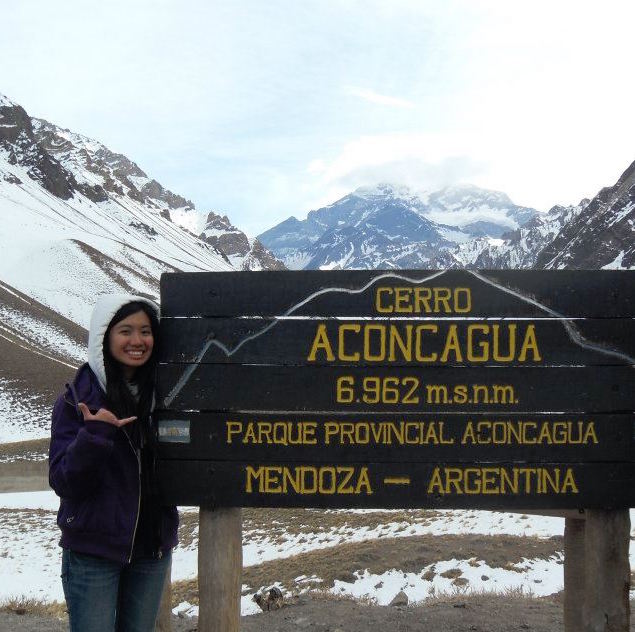 CERRO
ACONCAGUA
6.962 m.s.n.m.
PARQUE PROVINCIAL ACONCAGUA
MENDOZA — ARGENTINA